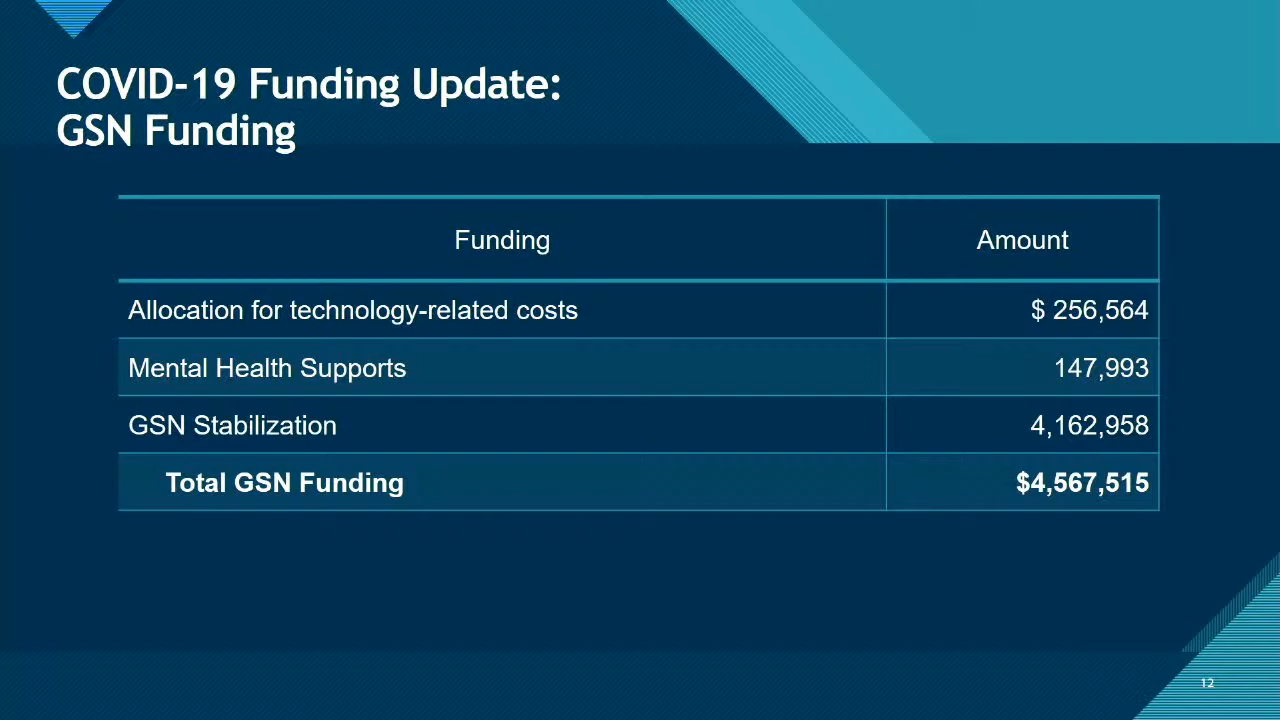 COVID-19 Funding Update:
GSN Funding
Funding Amount
Allocation for technology-related costs $ 256,564
Mental Health Supports 147,993
GSN Stabilization 4,162,958
Total GSN Funding $4,567,515
12